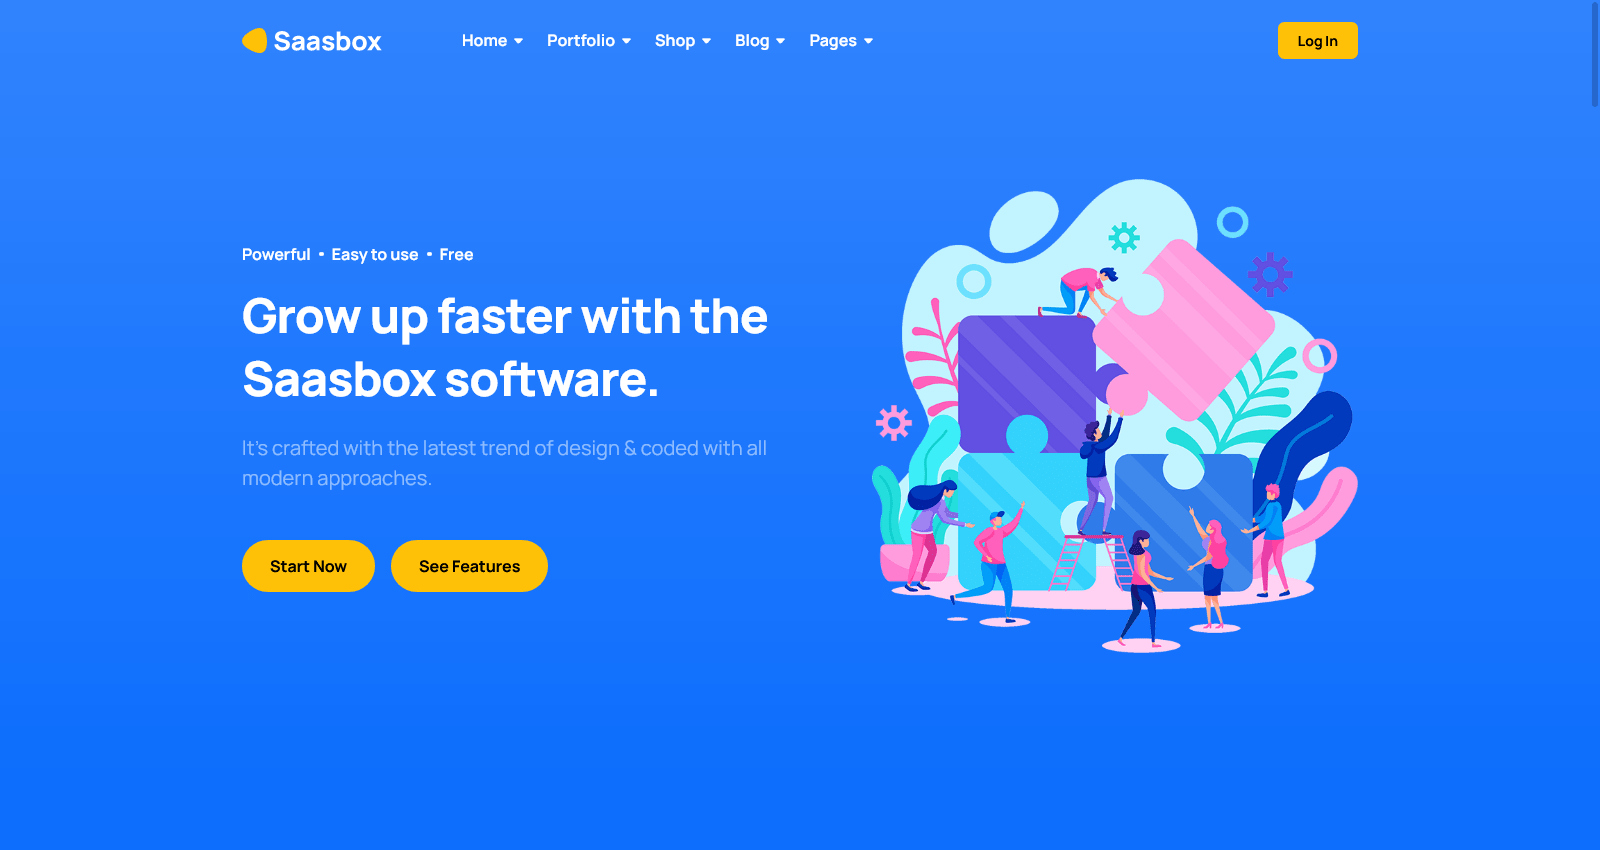 Saasbox
Home
Portfolio
Shop
Blog
Pages
Log In
Powerful • Easy to use • Free
Grow up faster with the
Saasbox software.
It's crafted with the latest trend of design & coded with all
modern approaches.
Start Now
See Features